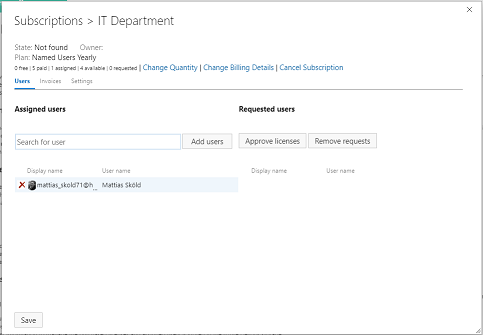 Subscriptions > IT Department
State: Not found Owner:
Plan: Named Users Yearly
0 free | 5 paid | 1 assigned | 4 available | 0 requested | Change Quantity | Change Billing Details | Cancel Subscription
Users Invoices Settings
Assigned users Requested users
Search for user Add users Approve licenses Remove requests
Display name User name Display name User name
mattias_skold71@h_ Mattias Sköld
Save